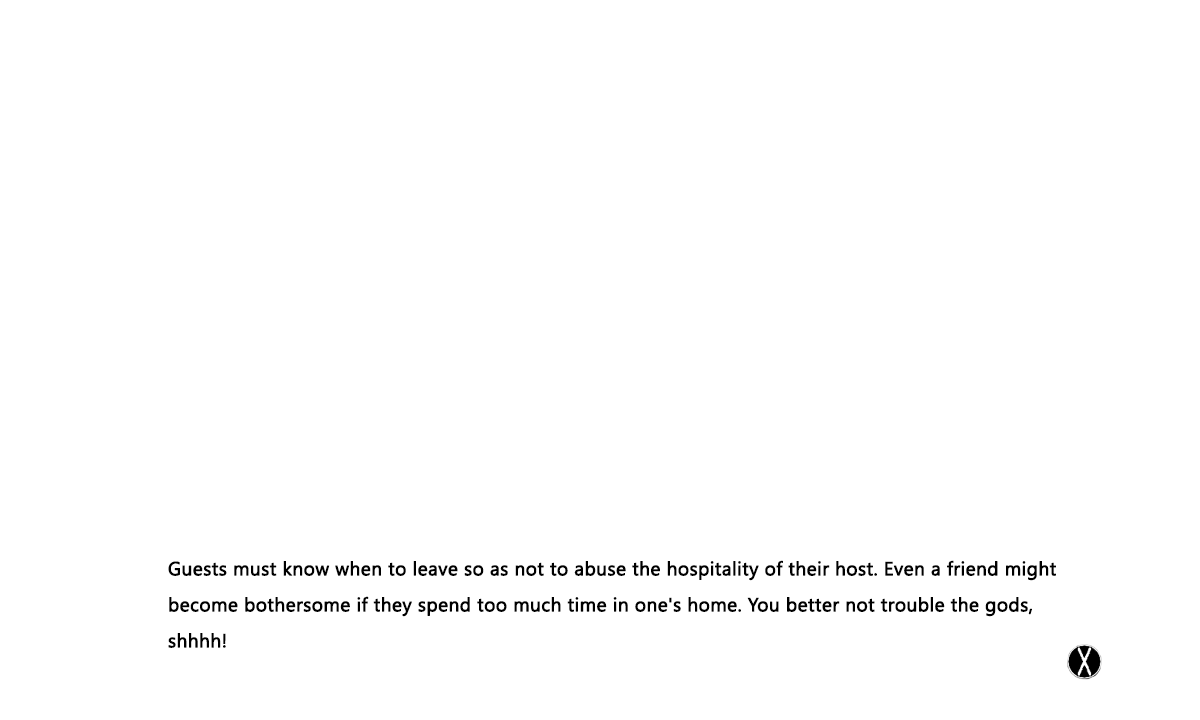 Guests must know when to leave so as not to abuse the hospitality of their host. Even a friend might
become bothersome if they spend too much time in one's home. You better not trouble the gods,
shhhh!